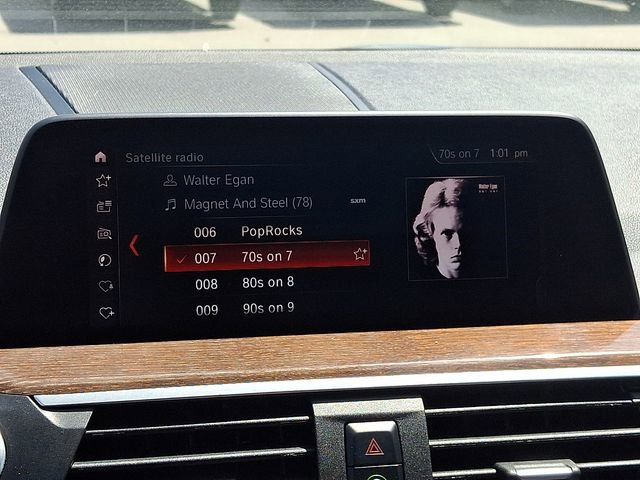 Satellite radio
70s on 7 1:01 pm
Walter Egan
Magnet And Steel (78) sxm
006 PopRocks
007 70s on 7
008 80s on 8
009 90s on 9
Walter Egan